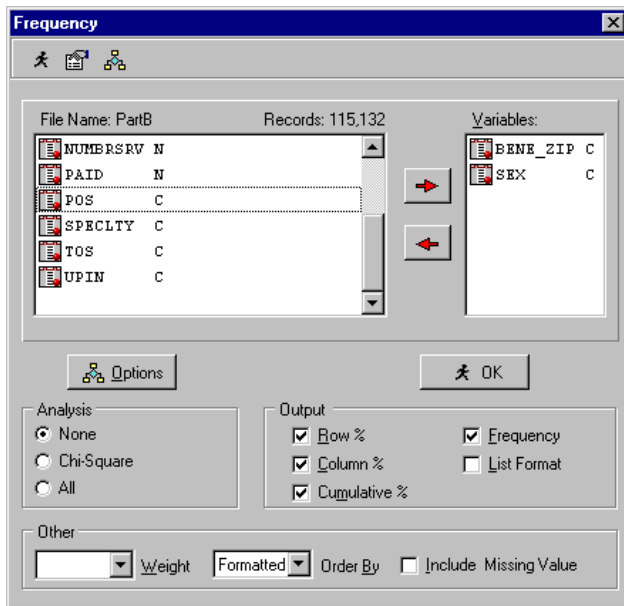 Frequency
File Name: PartB Records: 115,132 Variables:
NUMBRSRV N
PAID N
POS C
SPECLTY C
TOS C
UPIN C
BENE_ZIP C
SEX C
Options
OK
Analysis
None
Chi-Square
All
Output
Row %
Column %
Cumulative %
Frequency
List Format
Other
Weight Formatted Order By Include Missing Value